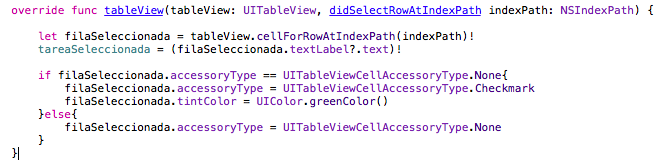 override func tableView(tableView: UITableView, didSelectRowAtIndexPath indexPath: NSIndexPath) {
let filaSeleccionada = tableView.cellForRowAtIndexPath(indexPath)!
tareaSeleccionada = (filaSeleccionada.textLabel?.text)!
if filaSeleccionada.accessoryType == UITableViewCellAccessoryType.None{
filaSeleccionada.accessoryType = UITableViewCellAccessoryType.Checkmark
filaSeleccionada.tintColor = UIColor.greenColor()
}else{
filaSeleccionada.accessoryType = UITableViewCellAccessoryType.None
}
}